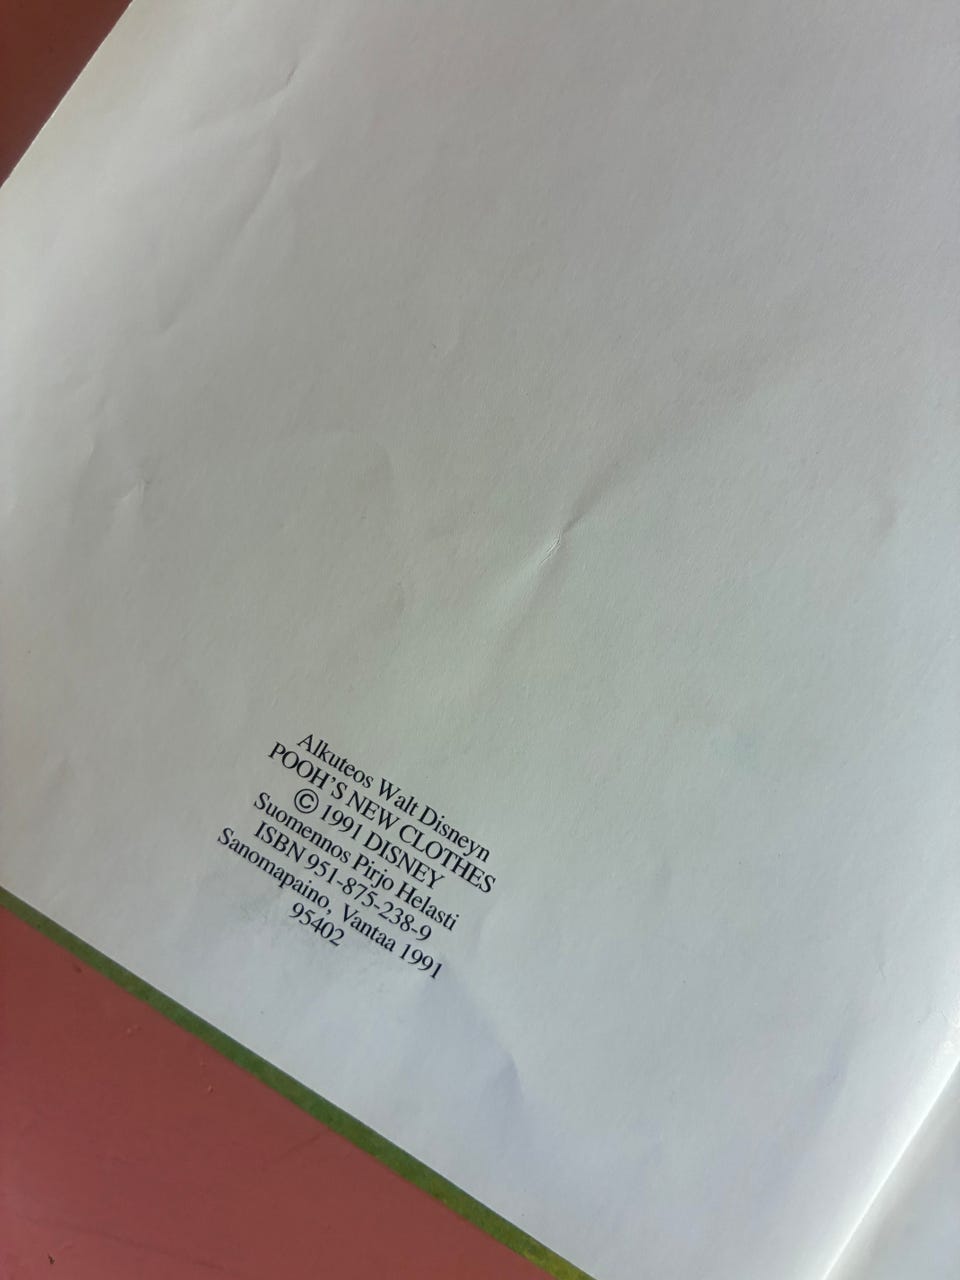 Alkuteos Walt Disneyn
POOH'S NEW CLOTHES
© 1991 DISNEY
Suomennos Pirjo Helasti
ISBN 951-875-238-9
Sanomapaino, Vantaa 1991
95402